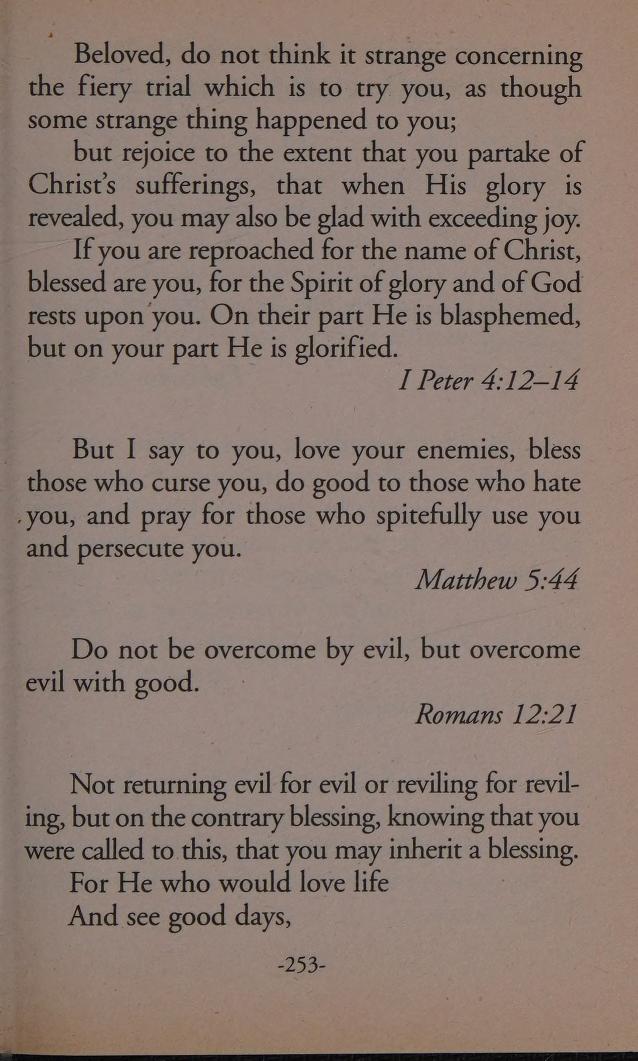 Beloved, do not think it strange concerning
the fiery trial which is to try you, as though
some strange thing happened to you;
but rejoice to the extent that you partake of
Christ's sufferings, that when His glory is
revealed, you may also be glad with exceeding joy.
If you are reproached for the name of Christ,
blessed are you, for the Spirit of glory and of God
rests upon you. On their part He is blasphemed,
but on your part He is glorified.
I Peter 4:12–14
But I say to you, love your enemies, bless
those who curse you, do good to those who hate
you, and pray for those who spitefully use you
and persecute you.
Matthew 5:44
Do not be overcome by evil, but overcome
evil with good.
Romans 12:21
Not returning evil for evil or reviling for revil-
ing, but on the contrary blessing, knowing that you
were called to this, that you may inherit a blessing.
For He who would love life
And see good days,
-253-